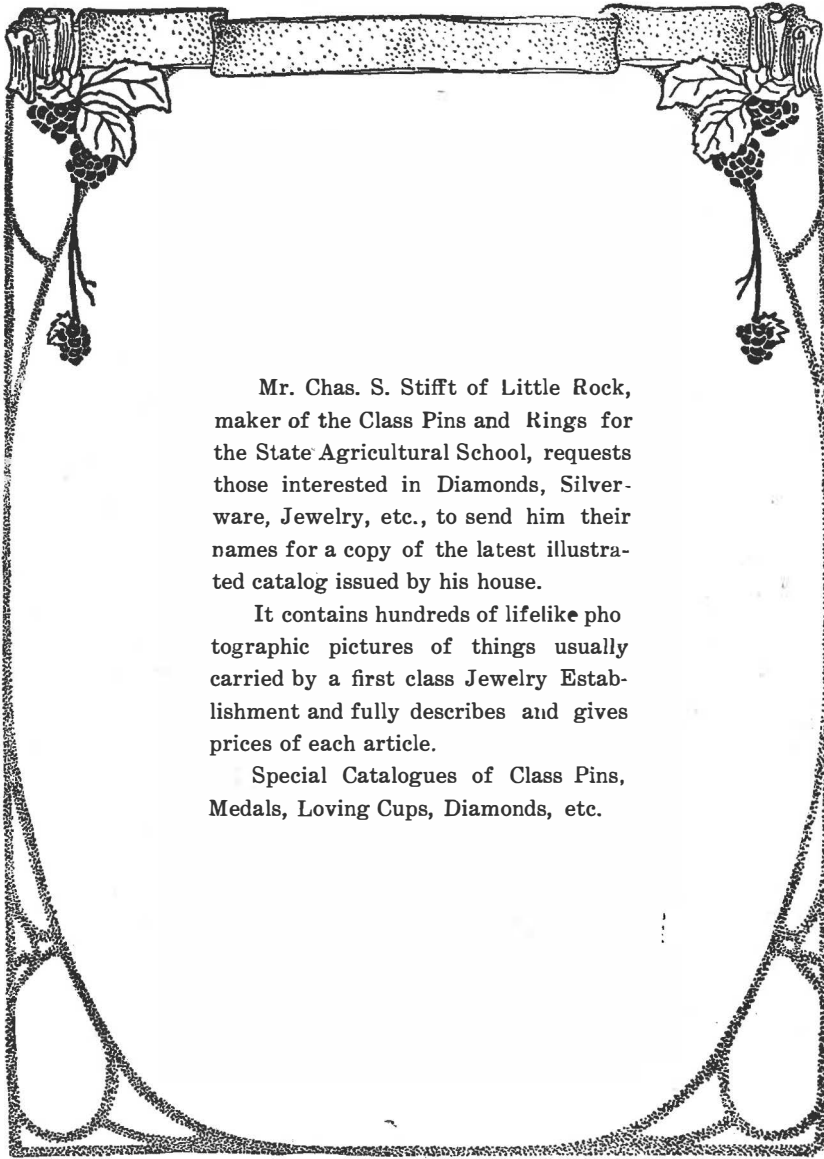 Mr. Chas. S. Stifft of Little Rock,
maker of the Class Pins and Rings for
the State Agricultural School, requests
those interested in Diamonds, Silver-
ware, Jewelry, etc., to send him their
names for a copy of the latest illustra-
ted catalog issued by his house.
It contains hundreds of lifelike pho
tographic pictures of things usually
carried by a first class Jewelry Estab-
lishment and fully describes and gives
prices of each article.
Special Catalogues of Class Pins,
Medals, Loving Cups, Diamonds, etc.